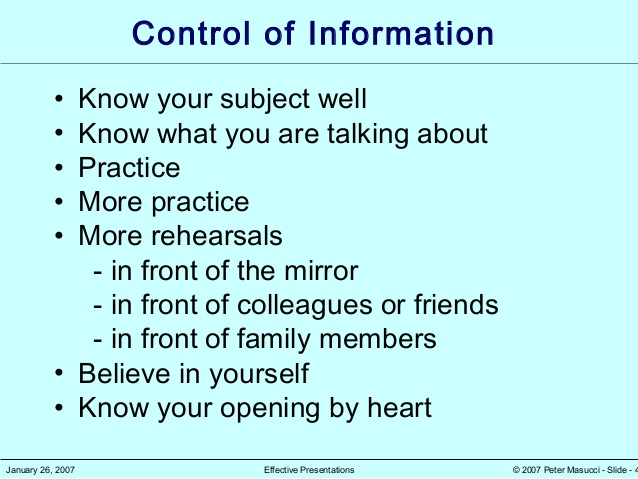 Control of Information
• Know your subject well
• Know what you are talking about
• Practice
• More practice
• More rehearsals
- in front of the mirror
- in front of colleagues or friends
- in front of family members
• Believe in yourself
• Know your opening by heart
January 26, 2007 Effective Presentations © 2007 Peter Masucci - Slide - 4